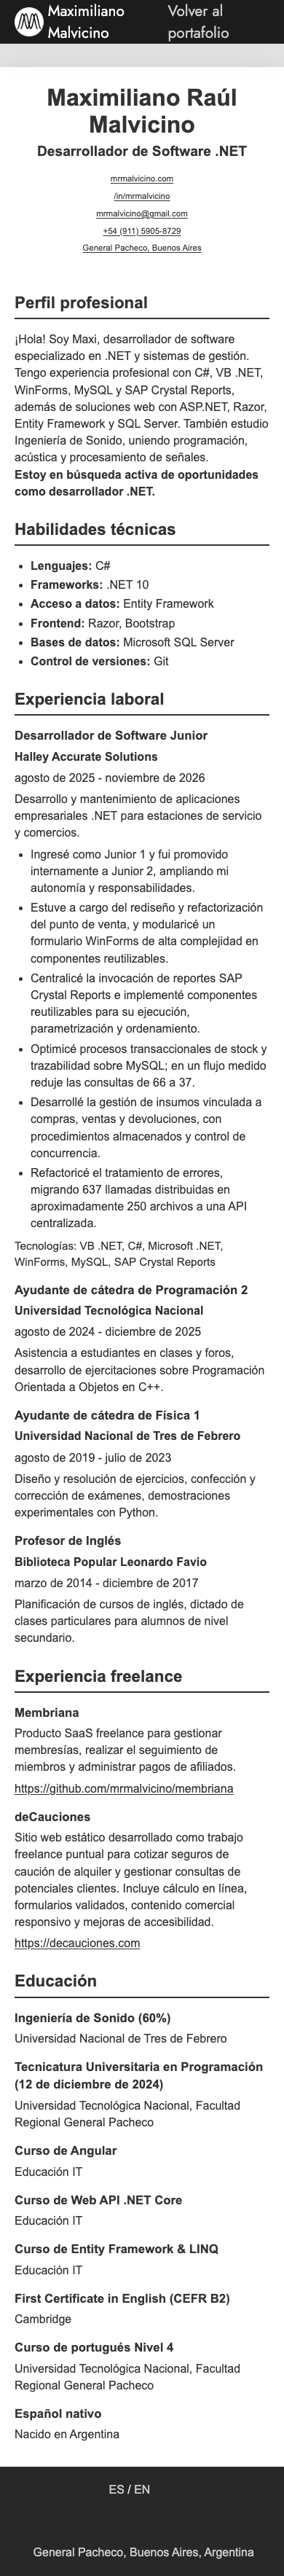 Maximiliano
Malvicino
Volver al
portafolio
Maximiliano Raúl
Malvicino
Desarrollador de Software .NET
mrmalvicino.com
/in/mrmalvicino
mrmalvicino@gmail.com
+54 (911) 5905-8729
General Pacheco, Buenos Aires
Perfil profesional
¡Hola! Soy Maxi, desarrollador de software
especializado en .NET y sistemas de gestión.
Tengo experiencia profesional con C#, VB .NET,
WinForms, MySQL y SAP Crystal Reports,
además de soluciones web con ASP.NET, Razor,
Entity Framework y SQL Server. También estudio
Ingeniería de Sonido, uniendo programación,
acústica y procesamiento de señales.
Estoy en búsqueda activa de oportunidades
como desarrollador .NET.
Habilidades técnicas
• Lenguajes: C#
• Frameworks: .NET 10
• Acceso a datos: Entity Framework
• Frontend: Razor, Bootstrap
• Bases de datos: Microsoft SQL Server
• Control de versiones: Git
Experiencia laboral
Desarrollador de Software Junior
Halley Accurate Solutions
agosto de 2025 - noviembre de 2026
Desarrollo y mantenimiento de aplicaciones
empresariales .NET para estaciones de servicio
y comercios.
• Ingresé como Junior 1 y fui promovido
internamente a Junior 2, ampliando mi
autonomía y responsabilidades.
• Estuve a cargo del rediseño y refactorización
del punto de venta, y modularicé un
formulario WinForms de alta complejidad en
componentes reutilizables.
• Centralicé la invocación de reportes SAP
Crystal Reports e implementé componentes
reutilizables para su ejecución,
parametrización y ordenamiento.
• Optimicé procesos transaccionales de stock y
trazabilidad sobre MySQL; en un flujo medido
reduje las consultas de 66 a 37.
• Desarrollé la gestión de insumos vinculada a
compras, ventas y devoluciones, con
procedimientos almacenados y control de
concurrencia.
• Refactoricé el tratamiento de errores,
migrando 637 llamadas distribuidas en
aproximadamente 250 archivos a una API
centralizada.
Tecnologías: VB .NET, C#, Microsoft .NET,
WinForms, MySQL, SAP Crystal Reports
Ayudante de cátedra de Programación 2
Universidad Tecnológica Nacional
agosto de 2024 - diciembre de 2025
Asistencia a estudiantes en clases y foros,
desarrollo de ejercitaciones sobre Programación
Orientada a Objetos en C++.
Ayudante de cátedra de Física 1
Universidad Nacional de Tres de Febrero
agosto de 2019 - julio de 2023
Diseño y resolución de ejercicios, confección y
corrección de exámenes, demostraciones
experimentales con Python.
Profesor de Inglés
Biblioteca Popular Leonardo Favio
marzo de 2014 - diciembre de 2017
Planificación de cursos de inglés, dictado de
clases particulares para alumnos de nivel
secundario.
Experiencia freelance
Membriana
Producto SaaS freelance para gestionar
membresías, realizar el seguimiento de
miembros y administrar pagos de afiliados.
https://github.com/mrmalvicino/membriana
deCauciones
Sitio web estático desarrollado como trabajo
freelance puntual para cotizar seguros de
caución de alquiler y gestionar consultas de
potenciales clientes. Incluye cálculo en línea,
formularios validados, contenido comercial
responsivo y mejoras de accesibilidad.
https://decauciones.com
Educación
Ingeniería de Sonido (60%)
Universidad Nacional de Tres de Febrero
Tecnicatura Universitaria en Programación
(12 de diciembre de 2024)
Universidad Tecnológica Nacional, Facultad
Regional General Pacheco
Curso de Angular
Educación IT
Curso de Web API .NET Core
Educación IT
Curso de Entity Framework & LINQ
Educación IT
First Certificate in English (CEFR B2)
Cambridge
Curso de portugués Nivel 4
Universidad Tecnológica Nacional, Facultad
Regional General Pacheco
Español nativo
Nacido en Argentina
ES / EN
General Pacheco, Buenos Aires, Argentina